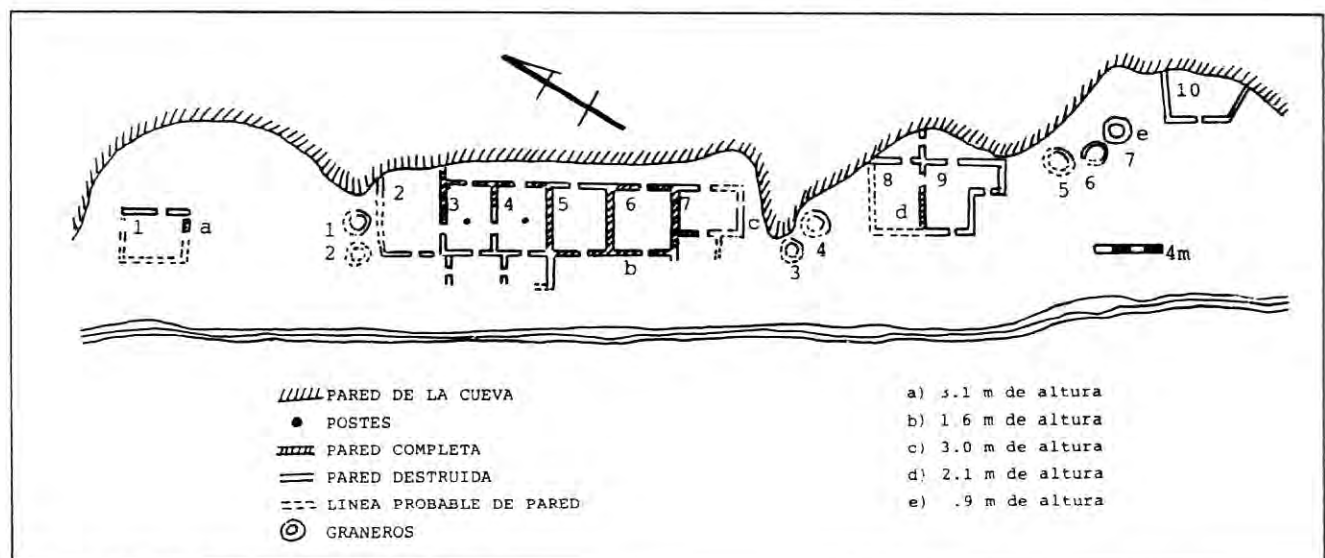 10
e
2
8
9
7
3
4
5
6
7
6
5
1
a
1
d
c
4
2
3
b
4m
PARED DE LA CUEVA
POSTES
PARED COMPLETA
PARED DESTRUIDA
LINEA PROBABLE DE PARED
GRANEROS
a) 3.1 m de altura
b) 1.6 m de altura
c) 3.0 m de altura
d) 2.1 m de altura
e) .9 m de altura